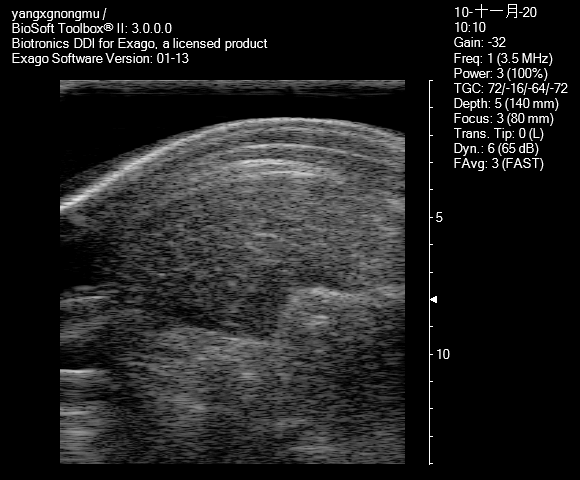 yangxgnongmu /
BioSoft Toolbox® II: 3.0.0.0
Biotronics DDI for Exago, a licensed product
Exago Software Version: 01-13
10-十一月-20
10:10
Gain: -32
Freq: 1 (3.5 MHz)
Power: 3 (100%)
TGC: 72/-16/-64/-72
Depth: 5 (140 mm)
Focus: 3 (80 mm)
Trans. Tip: 0 (L)
Dyn.: 6 (65 dB)
FAvg: 3 (FAST)
5
10